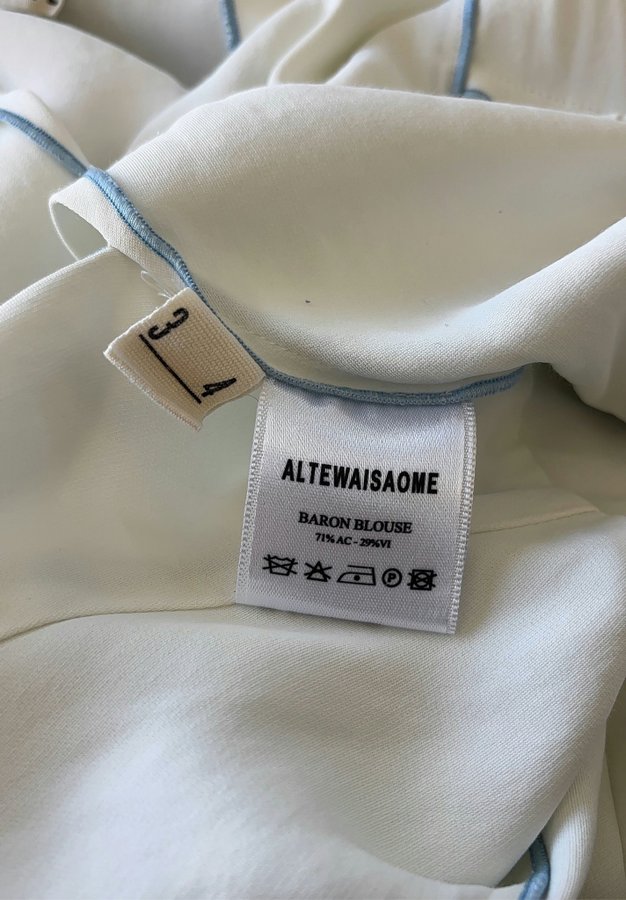 3
4
ALTEWAISAOME
BARON BLOUSE
71% AC - 29%VI
P